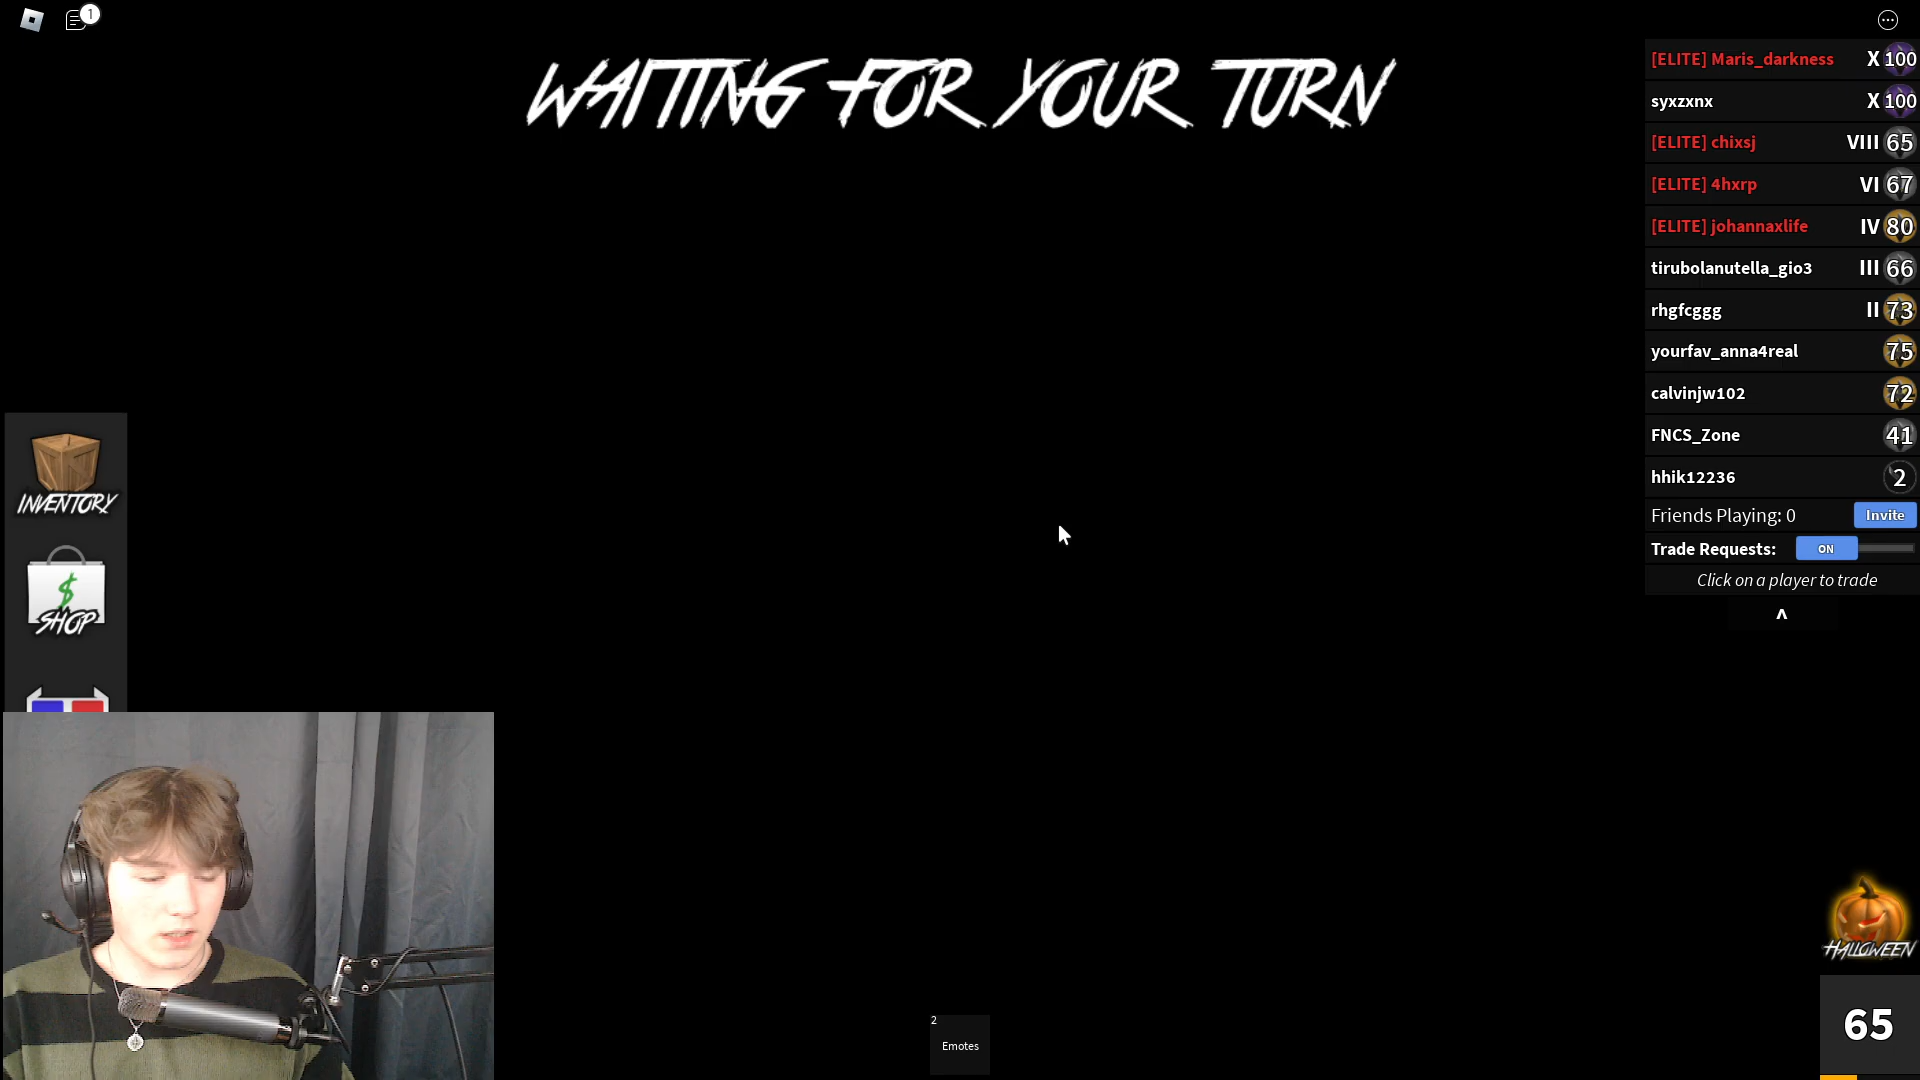 1
WAITING FOR YOUR TURN
[ELITE] Maris_darkness X 100
syxzxnx X 100
[ELITE] chixsj VIII 65
[ELITE] 4hxrp VI 67
[ELITE] johannaxlife IV 80
tirubolanutella_gio3 III 66
rhgfcggg II 73
yourfav_anna4real 75
calvinjw102 72
FNCS_Zone 41
hhik12236 2
Friends Playing: 0 Invite
Trade Requests: ON
Click on a player to trade
INVENTORY
$
SHOP
HALLOWEEN
65
2
Emotes